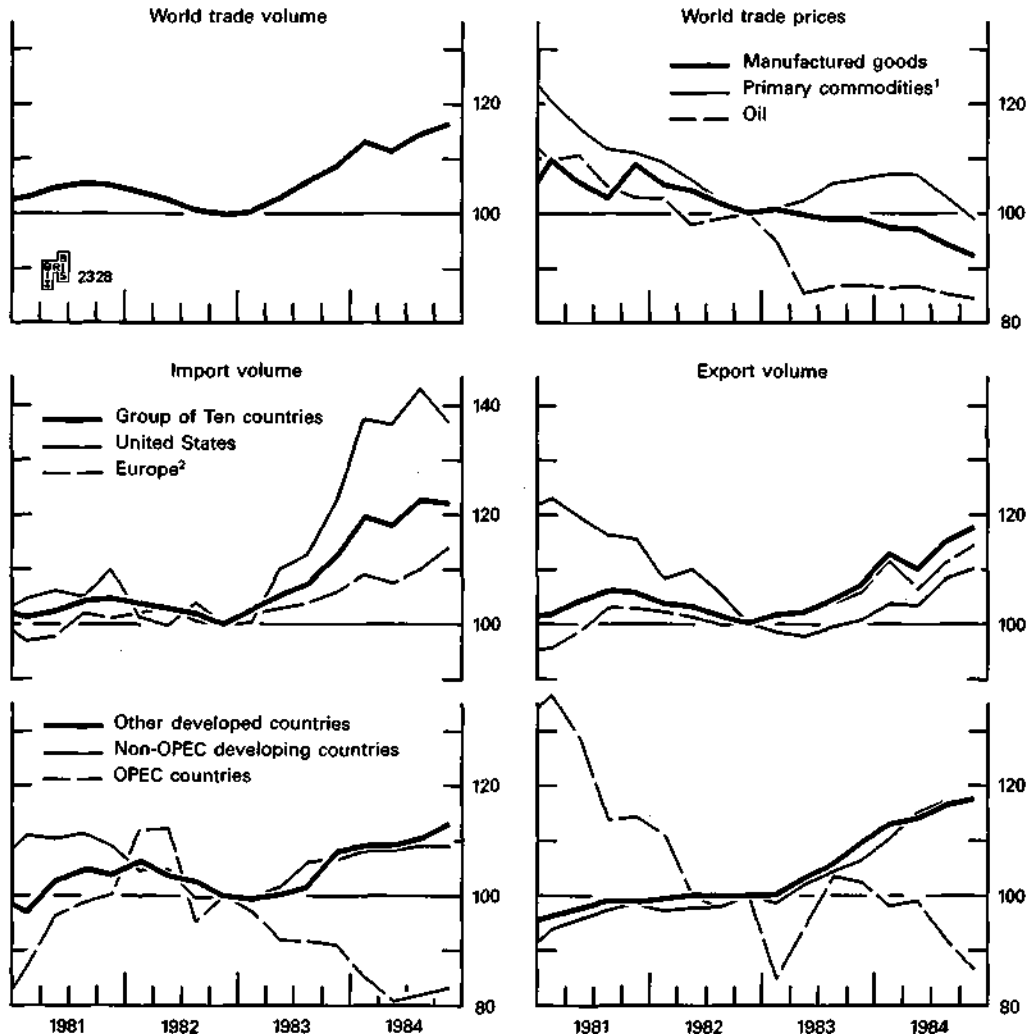 World trade volume
120
100
2328
World trade prices
Manufactured goods
Primary commodities¹
Oil
120
100
80
Import volume
Group of Ten countries
United States
Europe²
140
120
100
Export volume
140
120
100
Other developed countries
Non-OPEC developing countries
OPEC countries
120
100
80
1981 1982 1983 1984
120
100
80
1981 1982 1983 1984